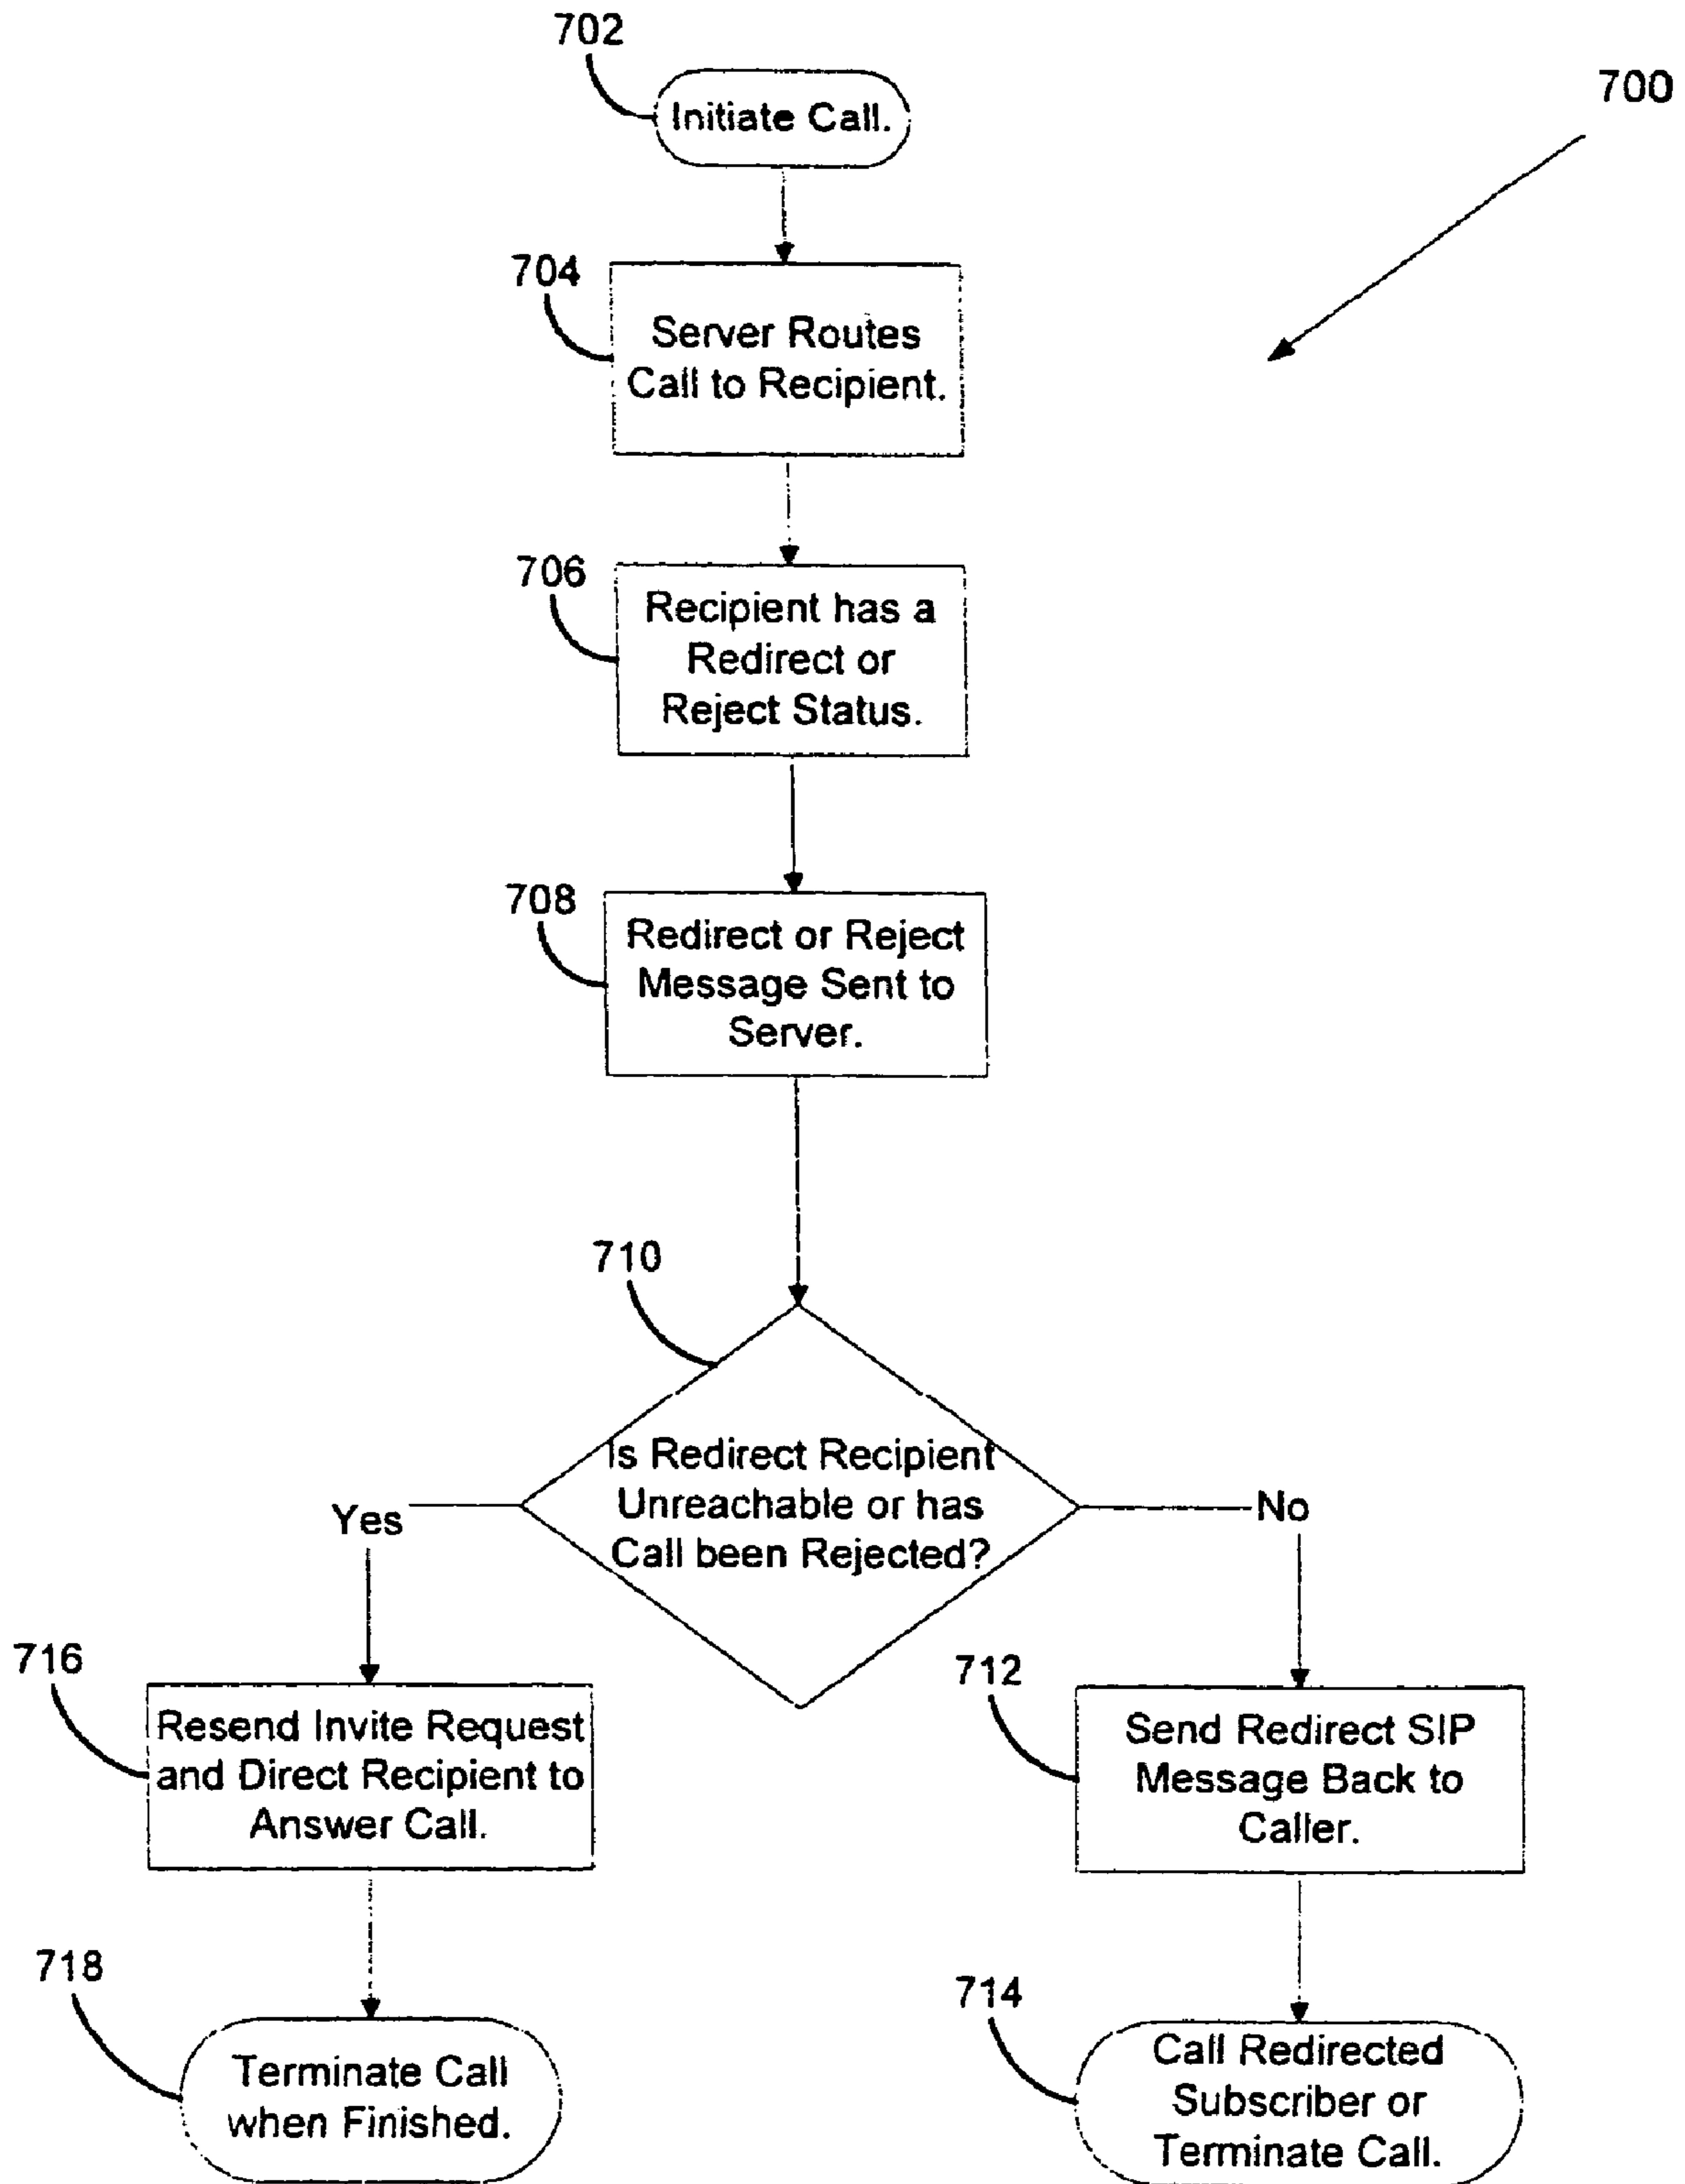 702
Initiate Call.
700
704
Server Routes
Call to Recipient.
706
Recipient has a
Redirect or
Reject Status.
708
Redirect or Reject
Message Sent to
Server.
710
Is Redirect Recipient
Unreachable or has
Call been Rejected?
Yes
No
716
Resend Invite Request
and Direct Recipient to
Answer Call.
712
Send Redirect SIP
Message Back to
Caller.
718
Terminate Call
when Finished.
714
Call Redirected
Subscriber or
Terminate Call.